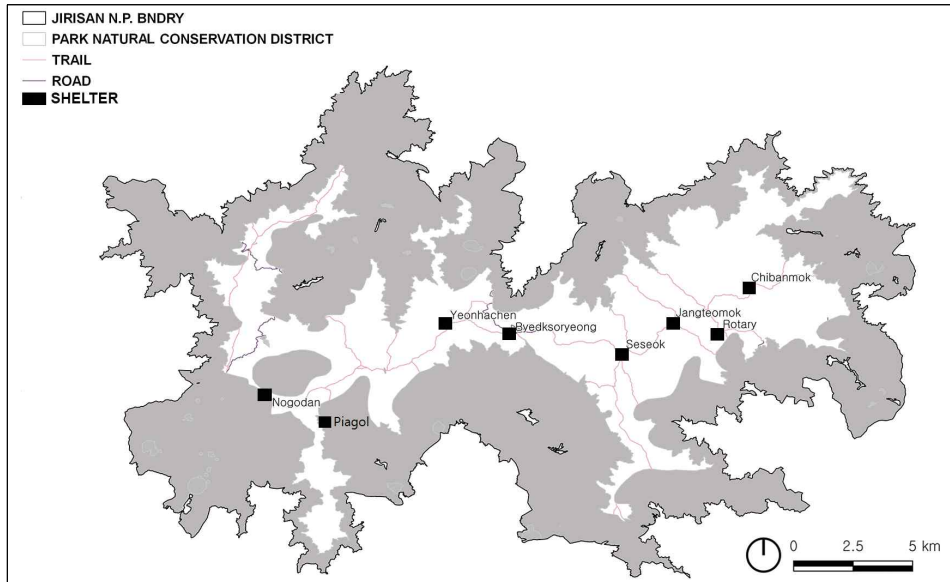 JIRISAN N.P. BNDRY
PARK NATURAL CONSERVATION DISTRICT
TRAIL
ROAD
SHELTER
Chibanmok
Yeonhachen
Jangteomok
Byedksoryeong
Rotary
Seseok
Nogodan
Piagol
0 2.5 5 km